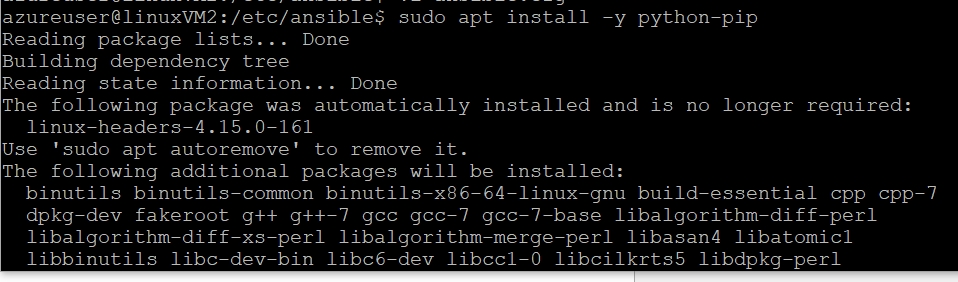 azureuser@linuxVM2:/etc/ansible$ sudo apt install -y python-pip
Reading package lists... Done
Building dependency tree
Reading state information... Done
The following package was automatically installed and is no longer required:
  linux-headers-4.15.0-161
Use 'sudo apt autoremove' to remove it.
The following additional packages will be installed:
  binutils binutils-common binutils-x86-64-linux-gnu build-essential cpp cpp-7
  dpkg-dev fakeroot g++ g++-7 gcc gcc-7 gcc-7-base libalgorithm-diff-perl
  libalgorithm-diff-xs-perl libalgorithm-merge-perl libasan4 libatomic1
  libbinutils libc-dev-bin libc6-dev libcc1-0 libcilkrts5 libdpkg-perl